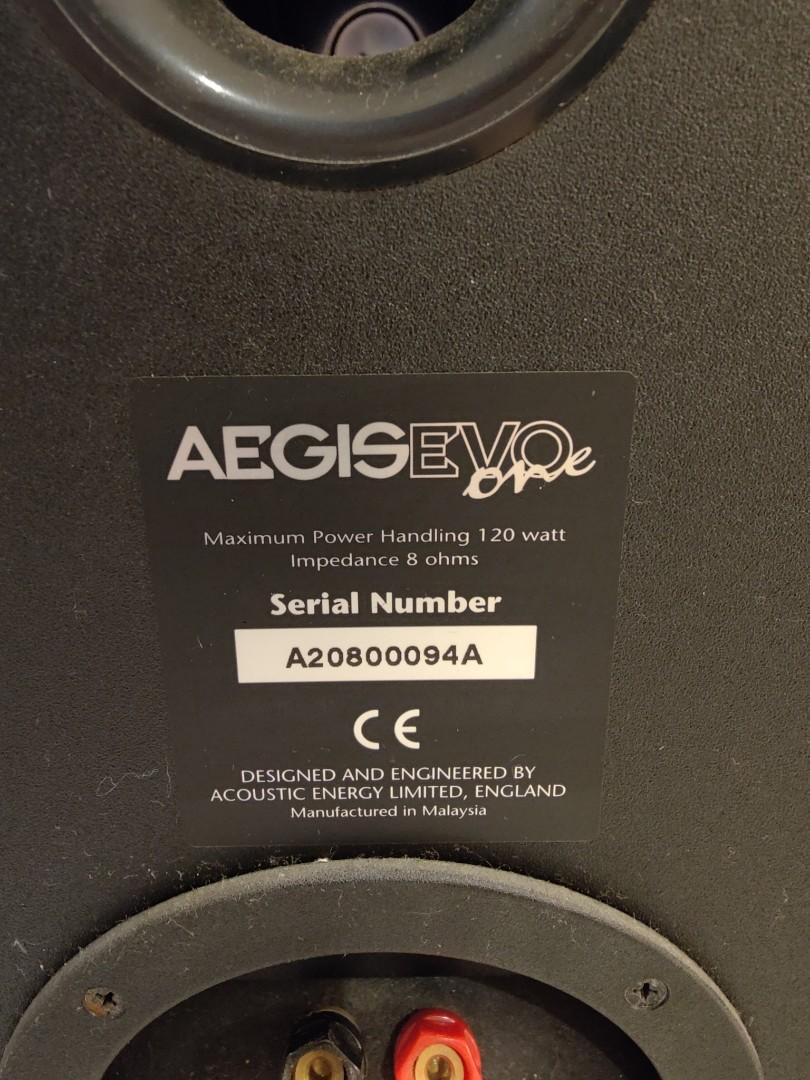 AEGISEVO one
Maximum Power Handling 120 watt
Impedance 8 ohms
Serial Number
A20800094A
CE
DESIGNED AND ENGINEERED BY
ACOUSTIC ENERGY LIMITED, ENGLAND
Manufactured in Malaysia